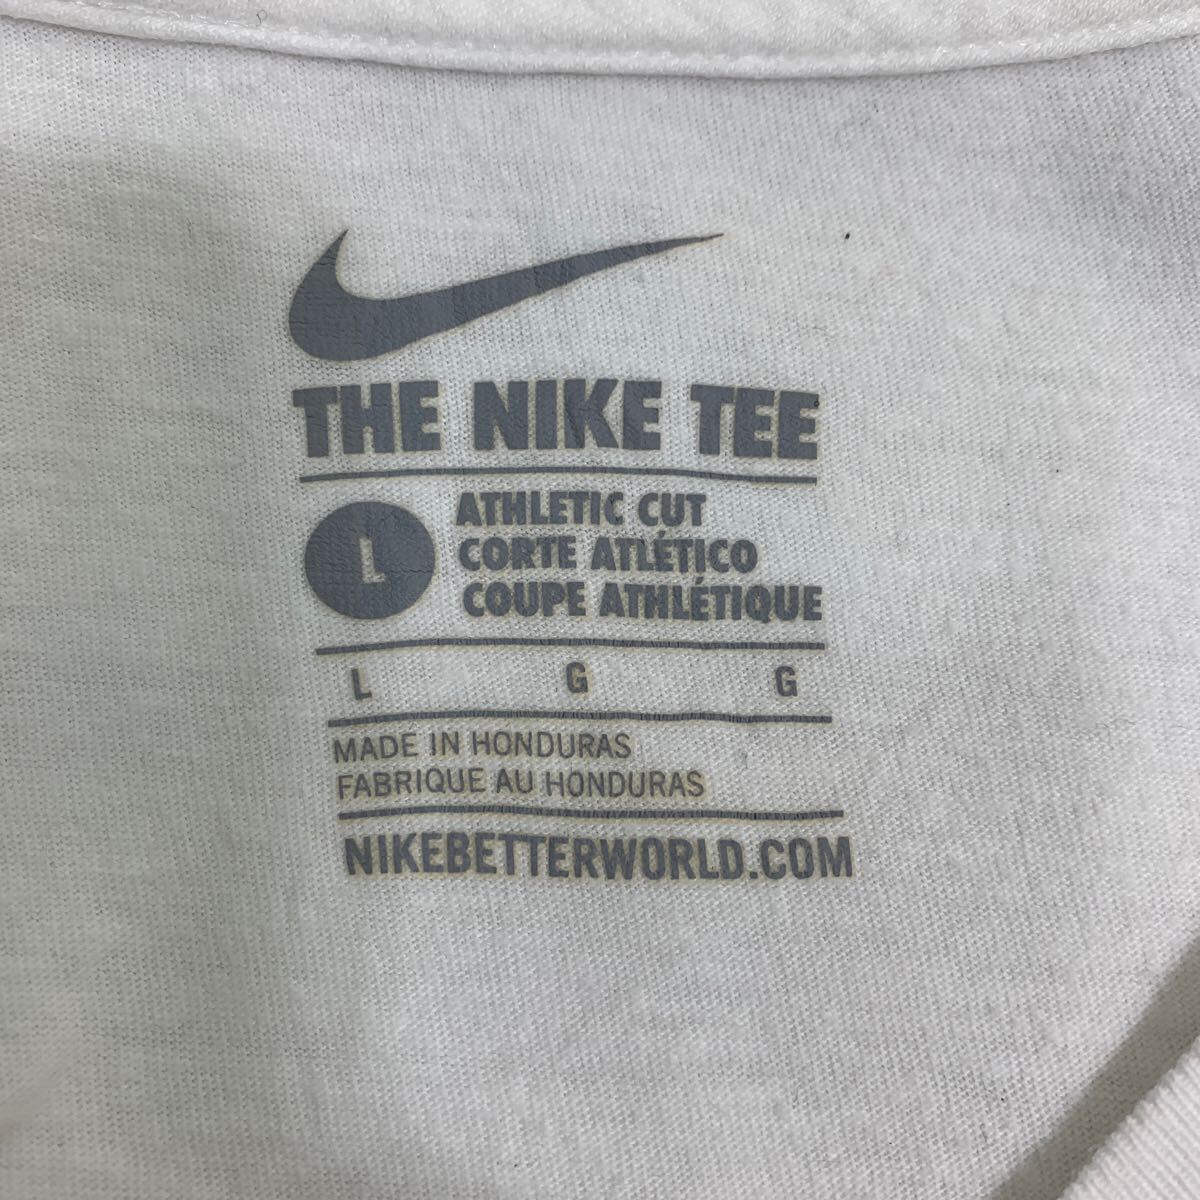 THE NIKE TEE
L
ATHLETIC CUT
CORTE ATLÉTICO
COUPE ATHLÉTIQUE
L G G
MADE IN HONDURAS
FABRIQUE AU HONDURAS
NIKEBETTERWORLD.COM